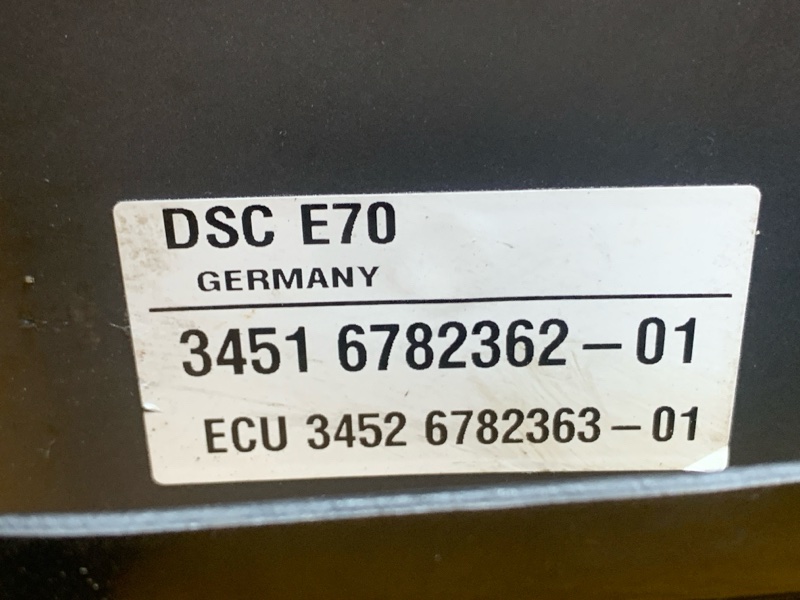 DSC E70
GERMANY
3451 6782362-01
ECU 3452 6782363-01